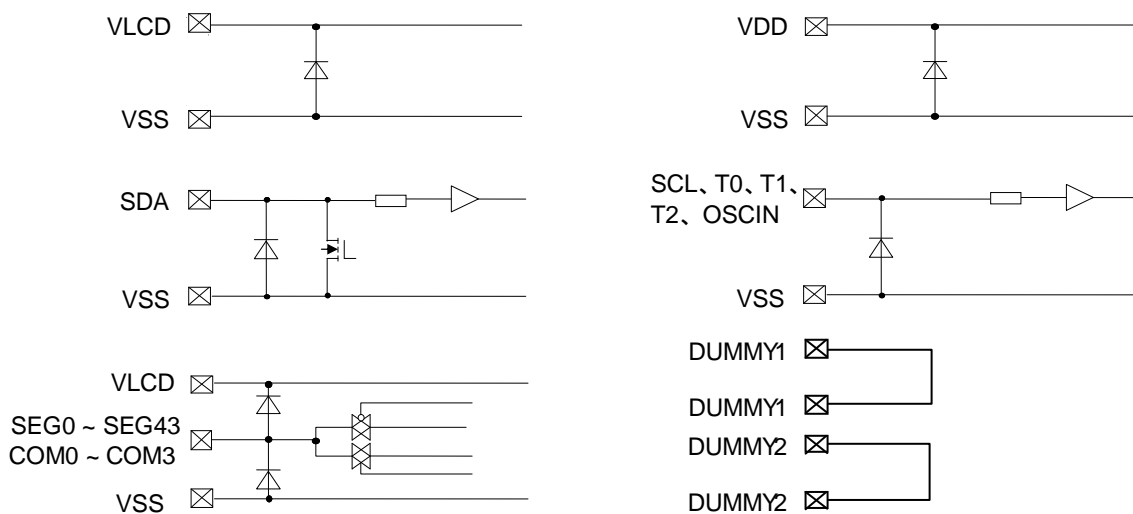 VLCD
VSS
SDA
VSS
VLCD
SEG0 ~ SEG43
COM0 ~ COM3
VSS
VDD
VSS
SCL、T0、T1、
T2、OSCIN
VSS
DUMMY1
DUMMY1
DUMMY2
DUMMY2